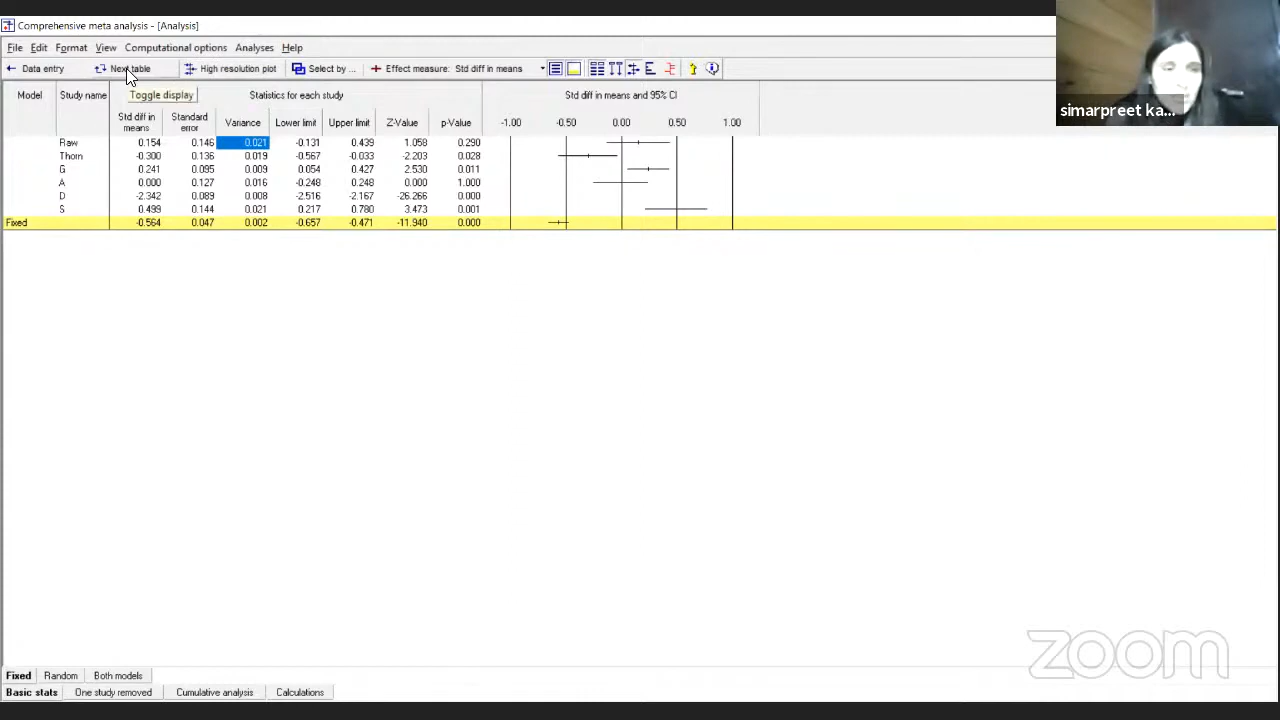 Comprehensive meta analysis - [Analysis]
File Edit Format View Computational options Analyses Help
Data entry Next table High resolution plot Select by ... Effect measure: Std diff in means
Toggle display
Model Study name Statistics for each study Std diff in means and 95% CI
Std diff in means Standard error Variance Lower limit Upper limit Z-Value p-Value -1.00 -0.50 0.00 0.50 1.00
Raw 0.154 0.146 0.021 -0.131 0.439 1.058 0.290
Thorn -0.300 0.136 0.019 -0.567 -0.033 -2.203 0.028
G 0.241 0.095 0.009 0.054 0.427 2.530 0.011
A 0.000 0.127 0.016 -0.248 0.248 0.000 1.000
D -2.342 0.089 0.008 -2.516 -2.167 -26.266 0.000
S 0.499 0.144 0.021 0.217 0.780 3.473 0.001
Fixed -0.564 0.047 0.002 -0.657 -0.471 -11.940 0.000
simarpreet ka...
zoom
Fixed Random Both models
Basic stats One study removed Cumulative analysis Calculations